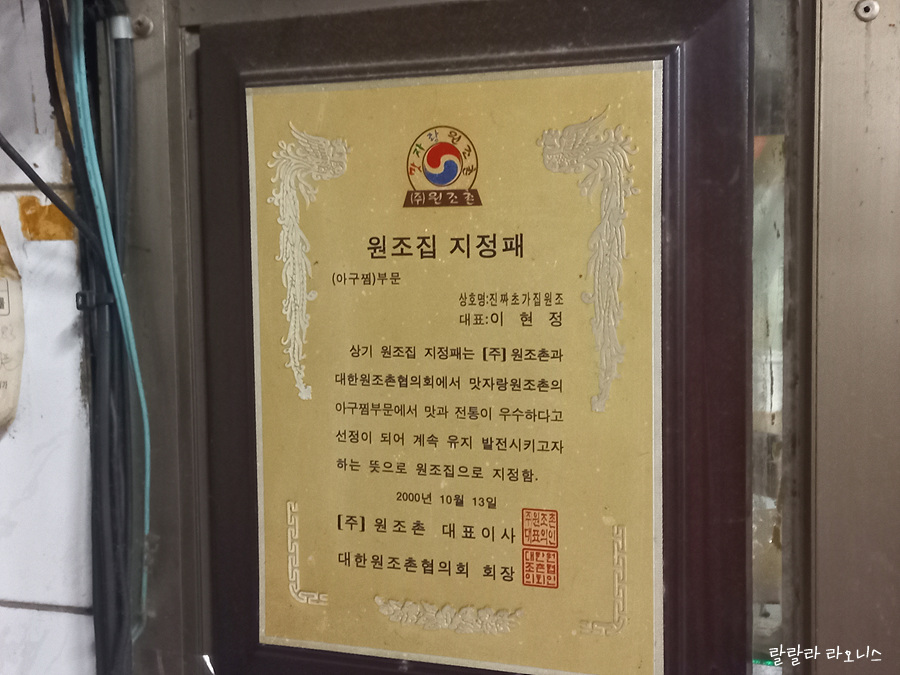 맛자랑원조촌
(주)원조촌
원조집 지정패
(아구찜)부문
상호명:진짜초가집원조
대표:이 현 정
상기 원조집 지정패는 [주] 원조촌과
대한원조촌협의회에서 맛자랑원조촌의
아구찜부문에서 맛과 전통이 우수하다고
선정이 되어 계속 유지 발전시키고자
하는 뜻으로 원조집으로 지정함.
2000년 10월 13일
[주] 원조촌 대표이사
주원조촌
대표의인
대한원조촌협의회 회장
대한원
조촌협
의회인
랄랄라 라오니스